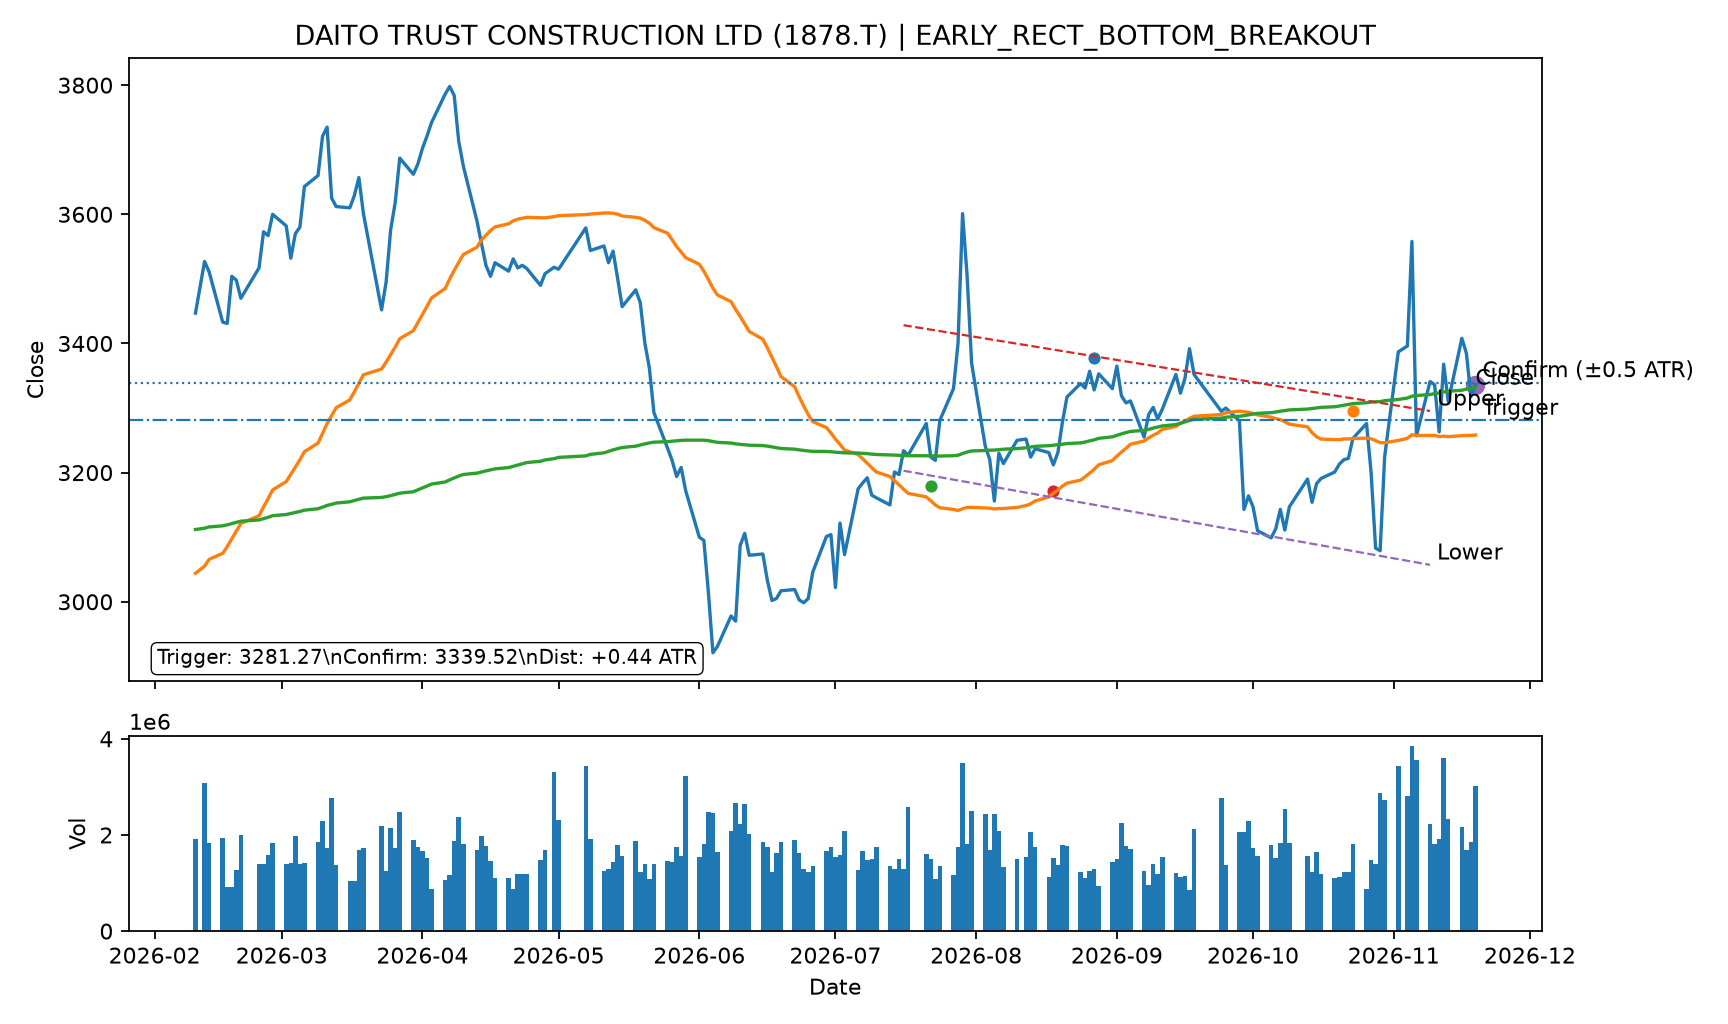 DAITO TRUST CONSTRUCTION LTD (1878.T) | EARLY_RECT_BOTTOM_BREAKOUT
Close
3800
3600
3400
3200
3000
Confirm (±0.5 ATR)
Close
Upper
Trigger
Lower
Trigger: 3281.27\nConfirm: 3339.52\nDist: +0.44 ATR
1e6
Vol
4
2
0
2026-02 2026-03 2026-04 2026-05 2026-06 2026-07 2026-08 2026-09 2026-10 2026-11 2026-12
Date